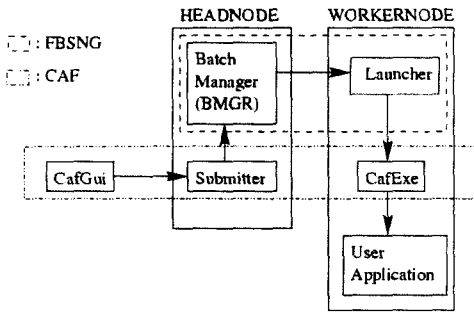 HEADNODE
WORKERNODE
: FBSNG
: CAF
Batch
Manager
(BMGR)
Launcher
CafGui
Submitter
CafExe
User
Application